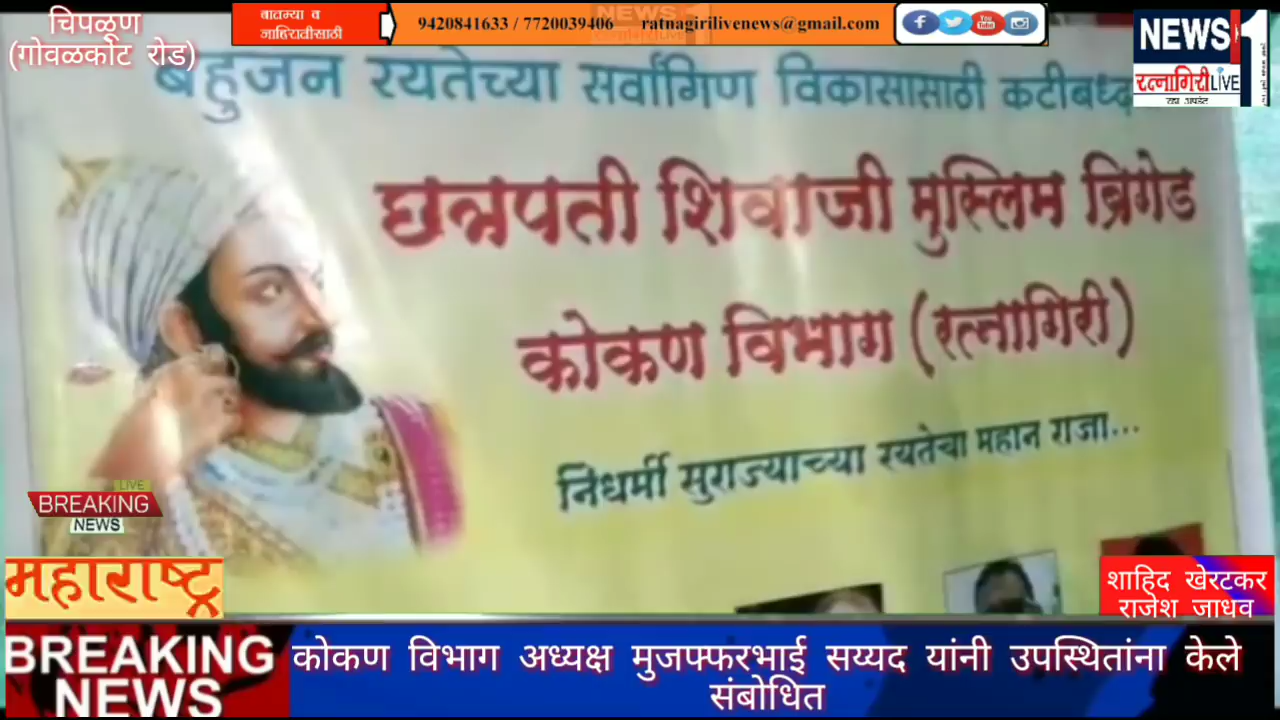 चिपळूण
(गोवळकोट रोड)
बातम्या व
जाहिरातीसाठी
9420841633 / 7720039406 ratnagirilivenews@gmail.com
NEWS 1
रत्नागिरी LIVE
बहुजन रयतेच्या सर्वांगिण विकासासाठी कटीबध्द
छत्रपती शिवाजी मुस्लिम ब्रिगेड
कोकण विभाग (रत्नागिरी)
निधर्मी सुराज्याच्या रयतेचा महान राजा...
LIVE
BREAKING
NEWS
महाराष्ट्र
शाहिद खेरटकर
राजेश जाधव
BREAKING
NEWS
कोकण विभाग अध्यक्ष मुजफ्फरभाई सय्यद यांनी उपस्थितांना केले
संबोधित